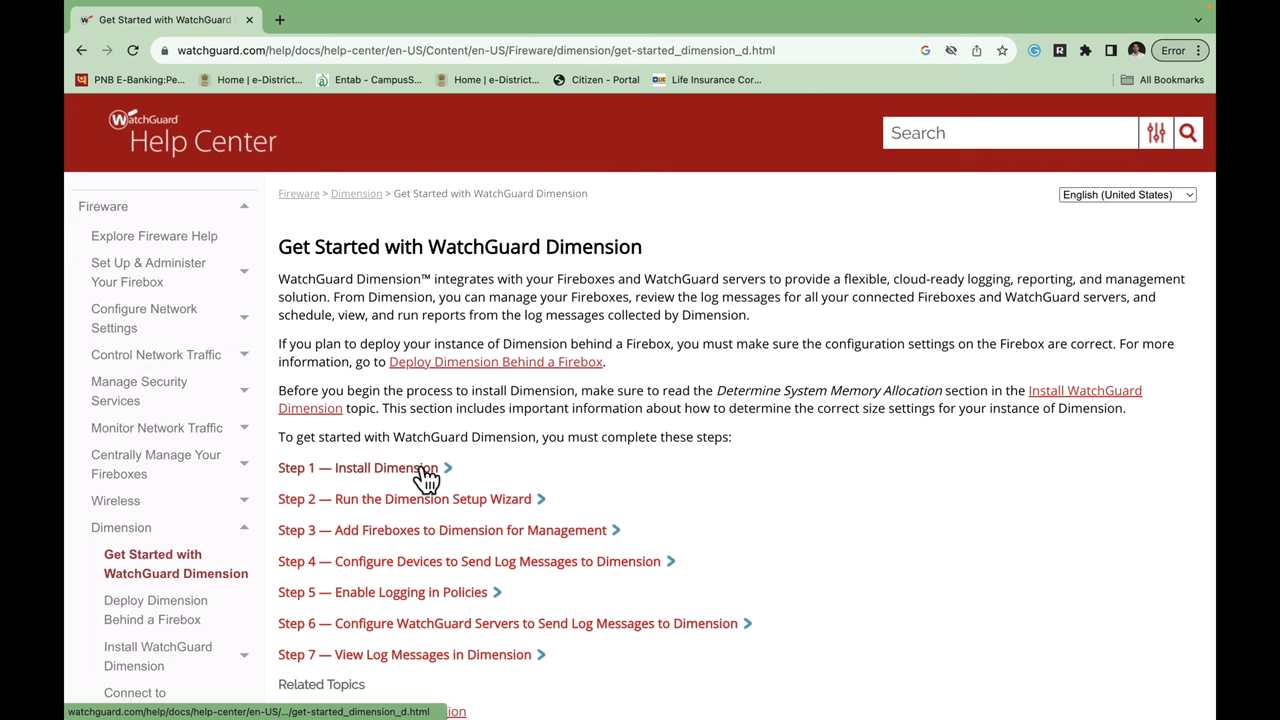 Get Started with WatchGuard
watchguard.com/help/docs/help-center/en-US/Content/en-US/Fireware/dimension/get-started_dimension_d.html
Error
PNB E-Banking:Pe...
Home | e-District...
Entab - CampusS...
Home | e-District...
Citizen - Portal
Life Insurance Cor...
All Bookmarks
WatchGuard
Help Center
Search
Fireware
Explore Fireware Help
Set Up & Administer
Your Firebox
Configure Network
Settings
Control Network Traffic
Manage Security
Services
Monitor Network Traffic
Centrally Manage Your
Fireboxes
Wireless
Dimension
Get Started with
WatchGuard Dimension
Deploy Dimension
Behind a Firebox
Install WatchGuard
Dimension
Connect to
Fireware > Dimension > Get Started with WatchGuard Dimension
English (United States)
Get Started with WatchGuard Dimension
WatchGuard Dimension™ integrates with your Fireboxes and WatchGuard servers to provide a flexible, cloud-ready logging, reporting, and management
solution. From Dimension, you can manage your Fireboxes, review the log messages for all your connected Fireboxes and WatchGuard servers, and
schedule, view, and run reports from the log messages collected by Dimension.
If you plan to deploy your instance of Dimension behind a Firebox, you must make sure the configuration settings on the Firebox are correct. For more
information, go to Deploy Dimension Behind a Firebox.
Before you begin the process to install Dimension, make sure to read the Determine System Memory Allocation section in the Install WatchGuard
Dimension topic. This section includes important information about how to determine the correct size settings for your instance of Dimension.
To get started with WatchGuard Dimension, you must complete these steps:
Step 1 — Install Dimension
Step 2 — Run the Dimension Setup Wizard
Step 3 — Add Fireboxes to Dimension for Management
Step 4 — Configure Devices to Send Log Messages to Dimension
Step 5 — Enable Logging in Policies
Step 6 — Configure WatchGuard Servers to Send Log Messages to Dimension
Step 7 — View Log Messages in Dimension
Related Topics
watchguard.com/help/docs/help-center/en-US/.../get-started_dimension_d.html